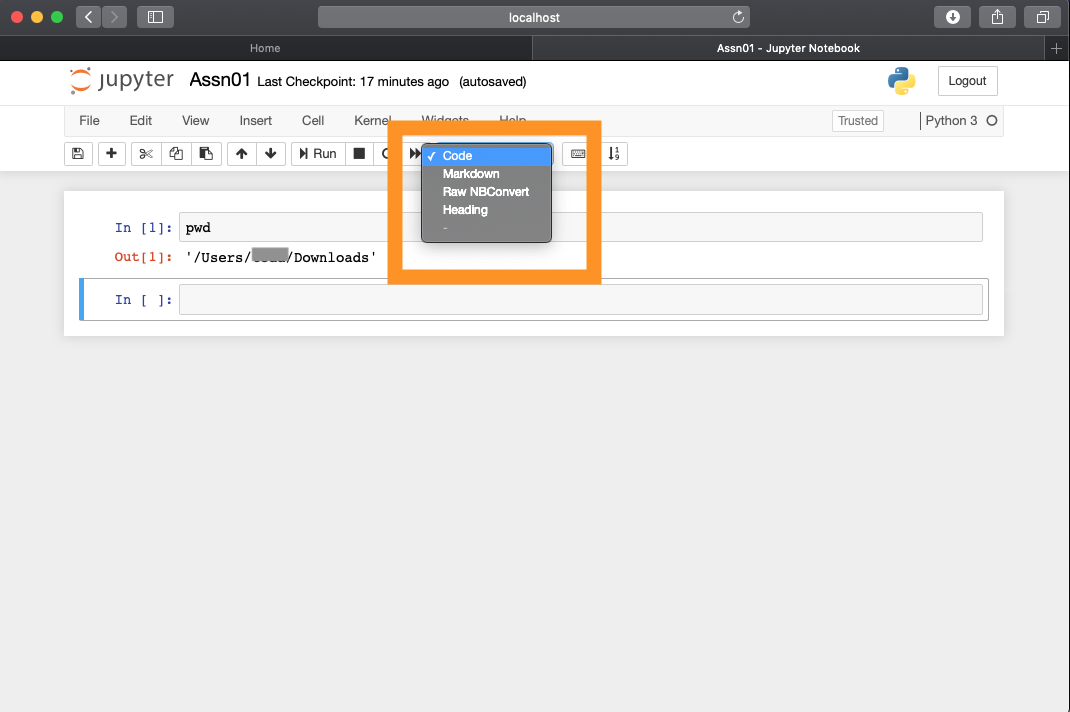 localhost
Home
Assn01 - Jupyter Notebook
jupyter Assn01 Last Checkpoint: 17 minutes ago (autosaved)
Logout
File Edit View Insert Cell Kernel Widgets Help
Trusted
Python 3
Run
✓ Code
Markdown
Raw NBConvert
Heading
-
In [1]: pwd
Out[1]: '/Users/ /Downloads'
In [ ]: